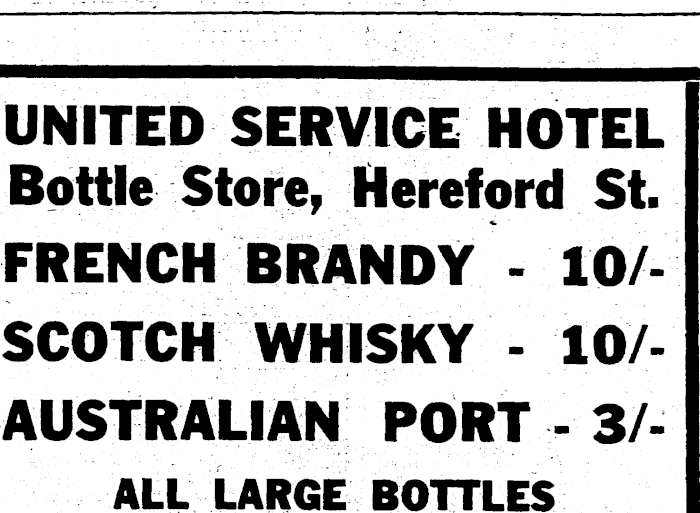 UNITED SERVICE HOTEL
Bottle Store, Hereford St.
FRENCH BRANDY - 10/-
SCOTCH WHISKY - 10/-
AUSTRALIAN PORT - 3/-
ALL LARGE BOTTLES